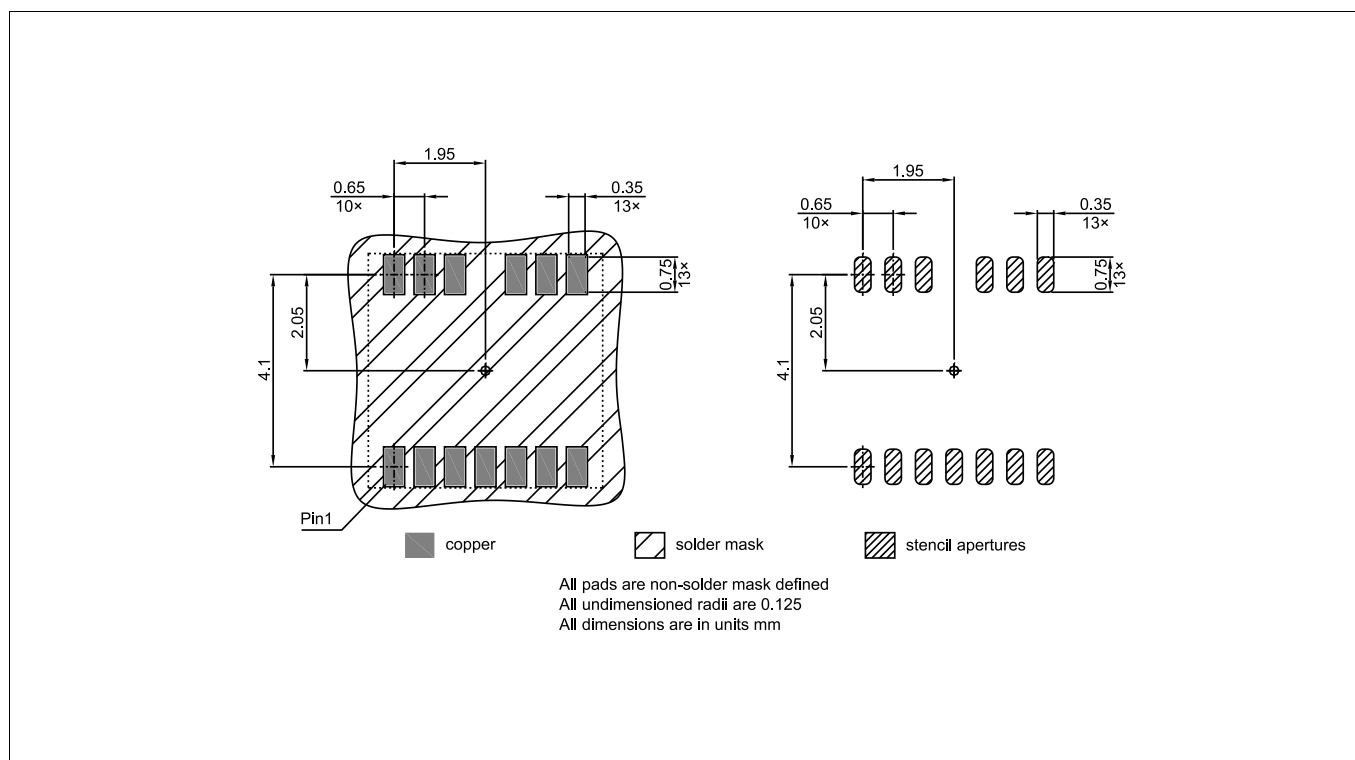 1.95
0.65
10×
0.35
13×
0.75
13×
2.05
4.1
Pin1
1.95
0.65
10×
0.35
13×
0.75
13×
2.05
4.1
copper
solder mask
stencil apertures
All pads are non-solder mask defined
All undimensioned radii are 0.125
All dimensions are in units mm